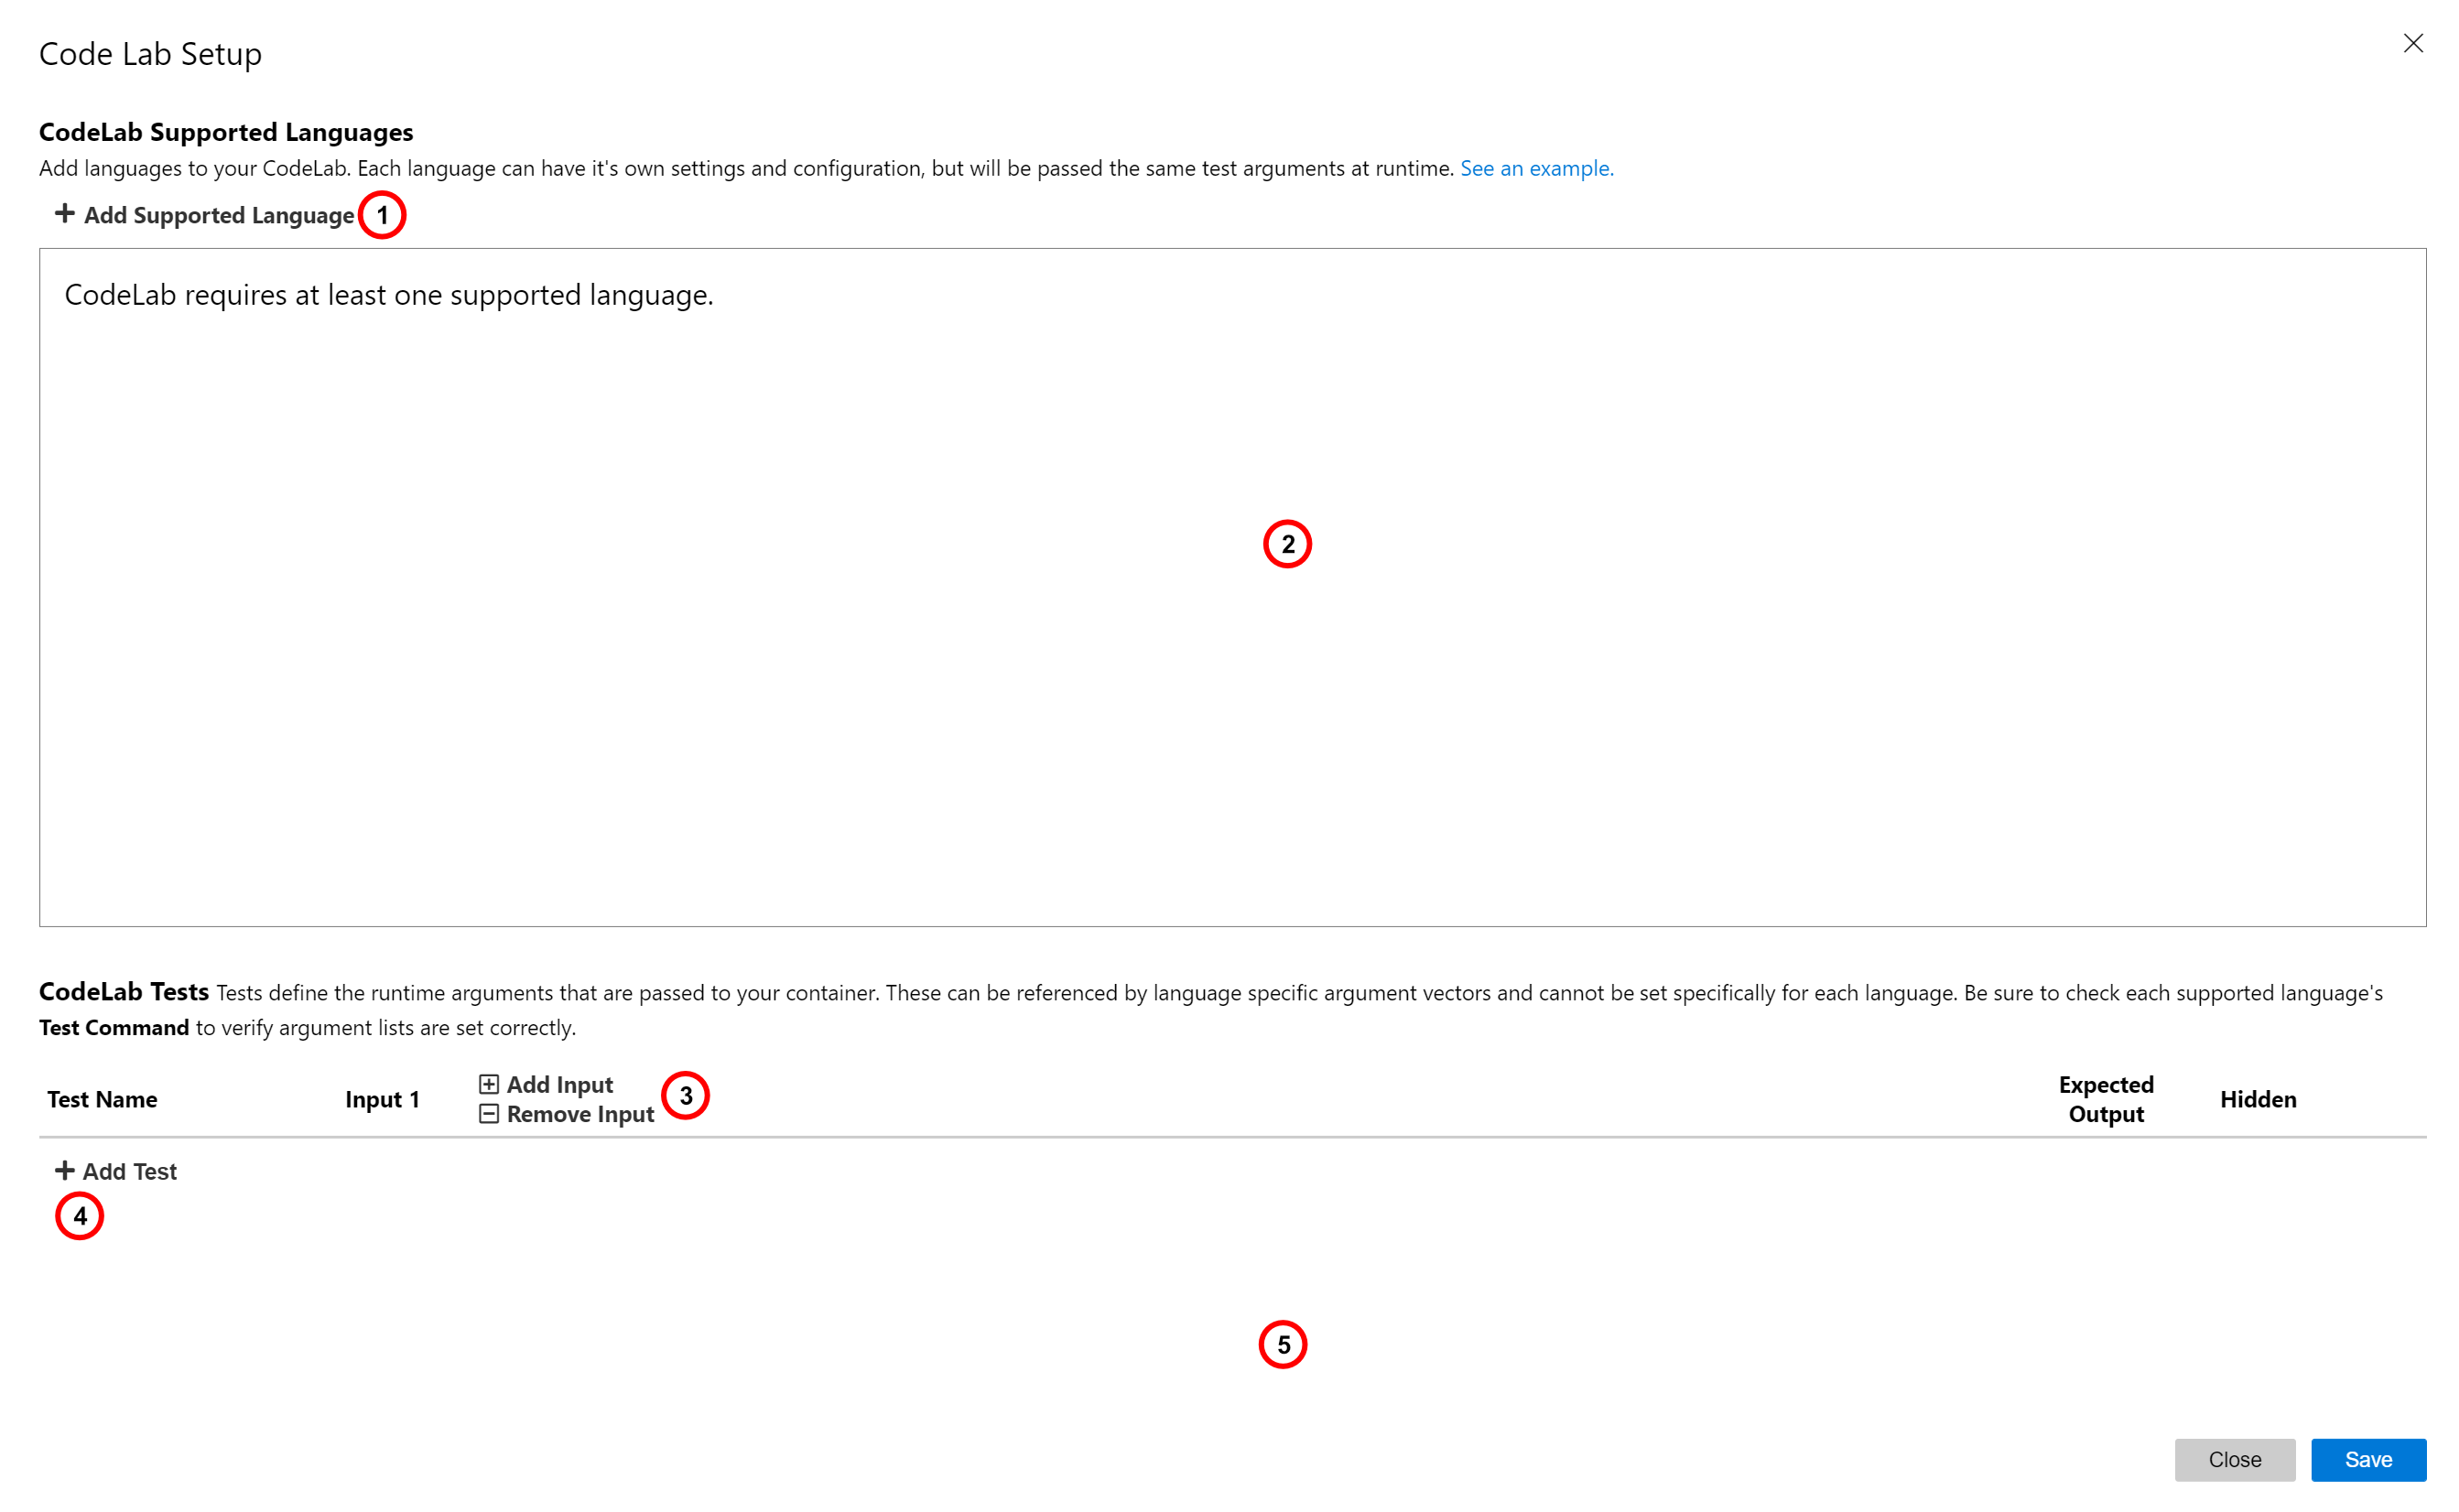 Code Lab Setup
CodeLab Supported Languages
Add languages to your CodeLab. Each language can have it's own settings and configuration, but will be passed the same test arguments at runtime. See an example.
Add Supported Language 1
CodeLab requires at least one supported language.
2
CodeLab Tests Tests define the runtime arguments that are passed to your container. These can be referenced by language specific argument vectors and cannot be set specifically for each language. Be sure to check each supported language's
Test Command to verify argument lists are set correctly.
Test Name
Input 1
Add Input
Remove Input
3
Expected
Output
Hidden
Add Test
4
5
Close
Save